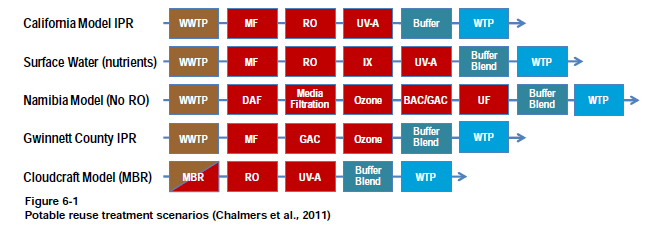 California Model IPR WWTP MF RO UV-A Buffer WTP
Surface Water (nutrients) WWTP MF RO IX UV-A Buffer Blend WTP
Namibia Model (No RO) WWTP DAF Media Filtration Ozone BAC/GAC UF Buffer Blend WTP
Gwinnett County IPR WWTP MF GAC Ozone Buffer Blend WTP
Cloudcraft Model (MBR) MBR RO UV-A Buffer Blend WTP
Figure 6-1
Potable reuse treatment scenarios (Chalmers et al., 2011)